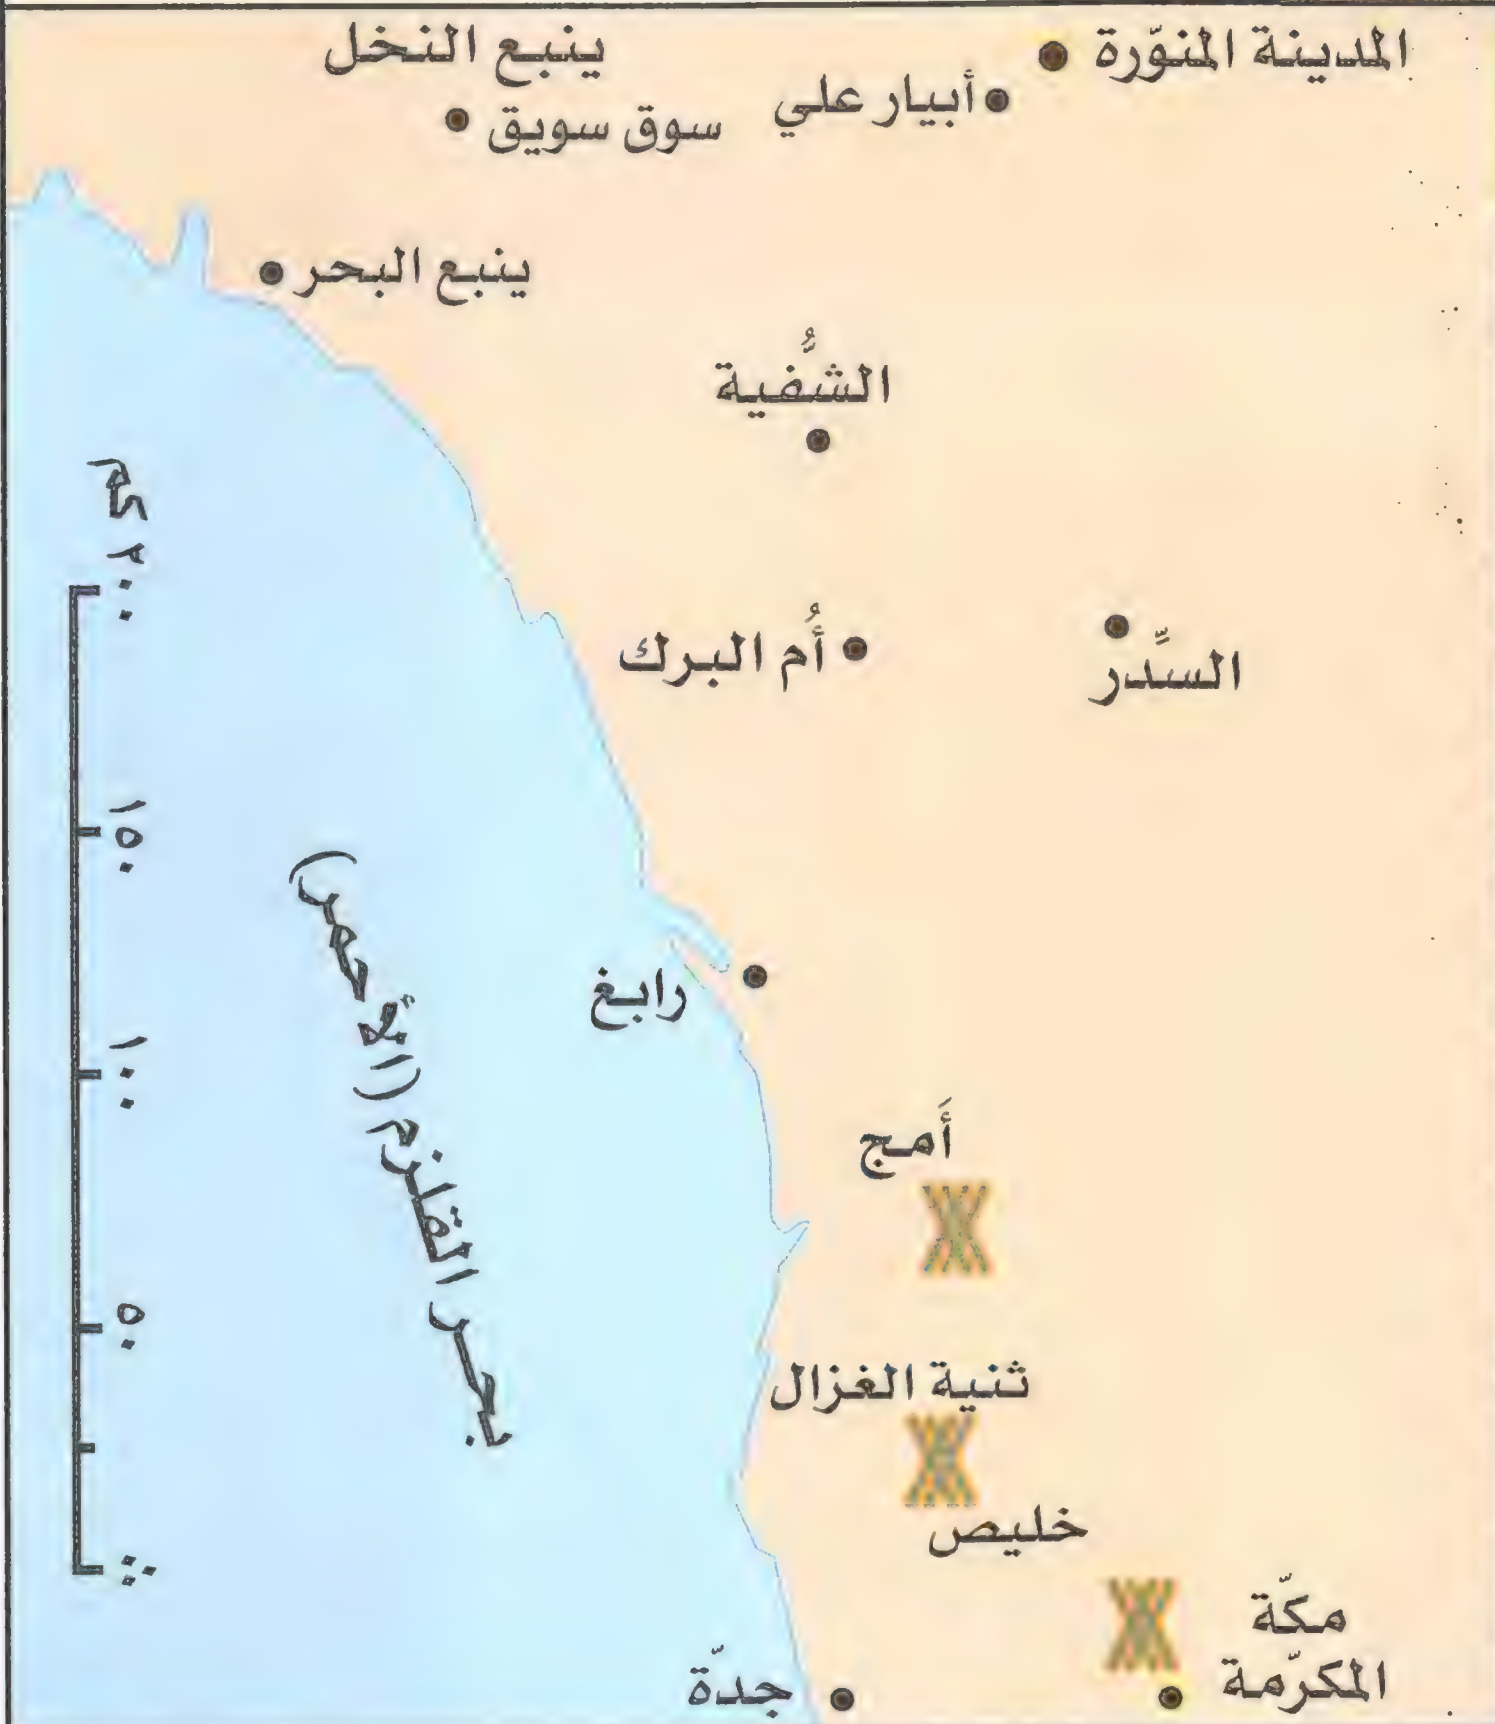 المدينة المنوّرة
ينبع النخل
أبيار علي
سوق سويق
ينبع البحر
الشُّفية
السِّدر
أُم البرك
رابغ
أَمج
ثنية الغزال
خليص
مكّة
المكرّمة
جدّة
بحر القلزم (الأحمر)
٢٠٠ كم
١٥٠
١٠٠
٥٠